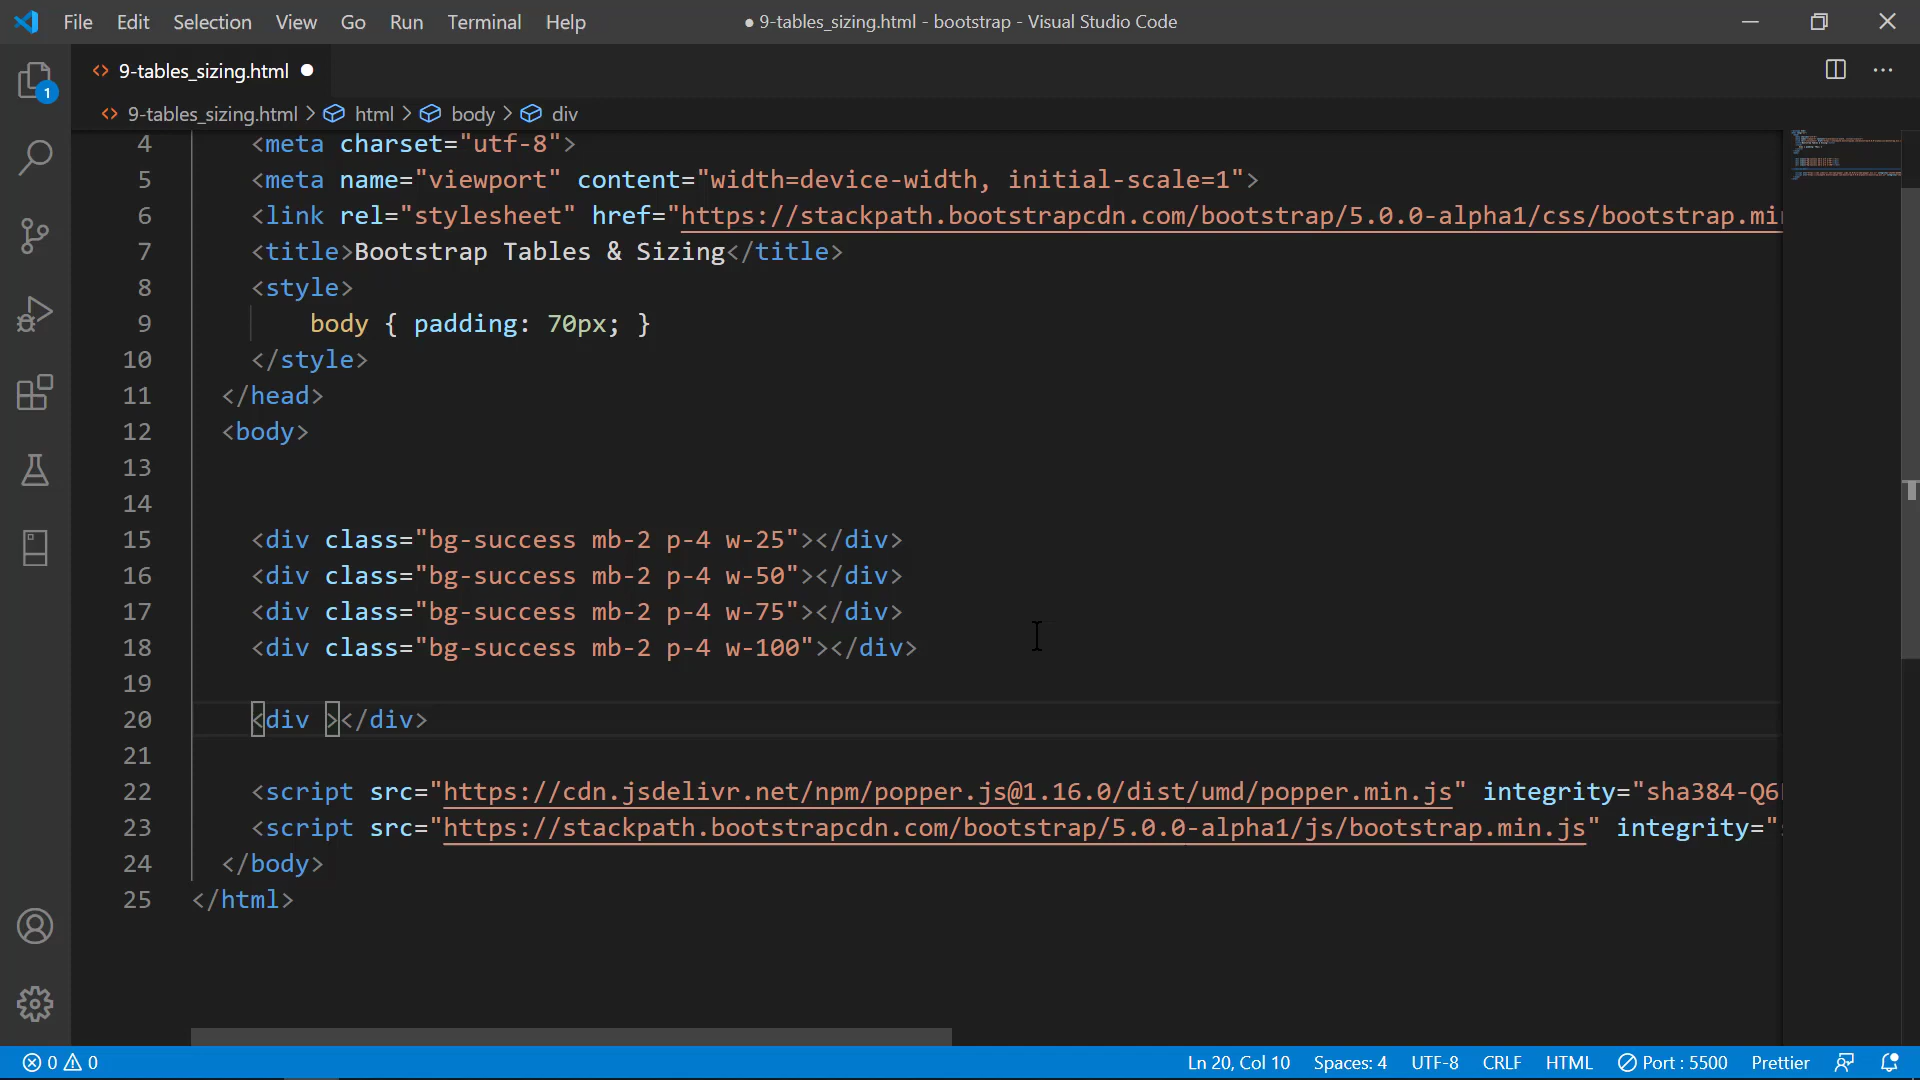 File Edit Selection View Go Run Terminal Help
● 9-tables_sizing.html - bootstrap - Visual Studio Code
1
<> 9-tables_sizing.html ●
<> 9-tables_sizing.html > html > body > div
4 <meta charset="utf-8">
5 <meta name="viewport" content="width=device-width, initial-scale=1">
6 <link rel="stylesheet" href="https://stackpath.bootstrapcdn.com/bootstrap/5.0.0-alpha1/css/bootstrap.min
7 <title>Bootstrap Tables & Sizing</title>
8 <style>
9 body { padding: 70px; }
10 </style>
11 </head>
12 <body>
13
14
15 <div class="bg-success mb-2 p-4 w-25"></div>
16 <div class="bg-success mb-2 p-4 w-50"></div>
17 <div class="bg-success mb-2 p-4 w-75"></div>
18 <div class="bg-success mb-2 p-4 w-100"></div>
19
20 <div ></div>
21
22 <script src="https://cdn.jsdelivr.net/npm/popper.js@1.16.0/dist/umd/popper.min.js" integrity="sha384-Q6
23 <script src="https://stackpath.bootstrapcdn.com/bootstrap/5.0.0-alpha1/js/bootstrap.min.js" integrity="
24 </body>
25 </html>
0 0 Ln 20, Col 10 Spaces: 4 UTF-8 CRLF HTML Port : 5500 Prettier